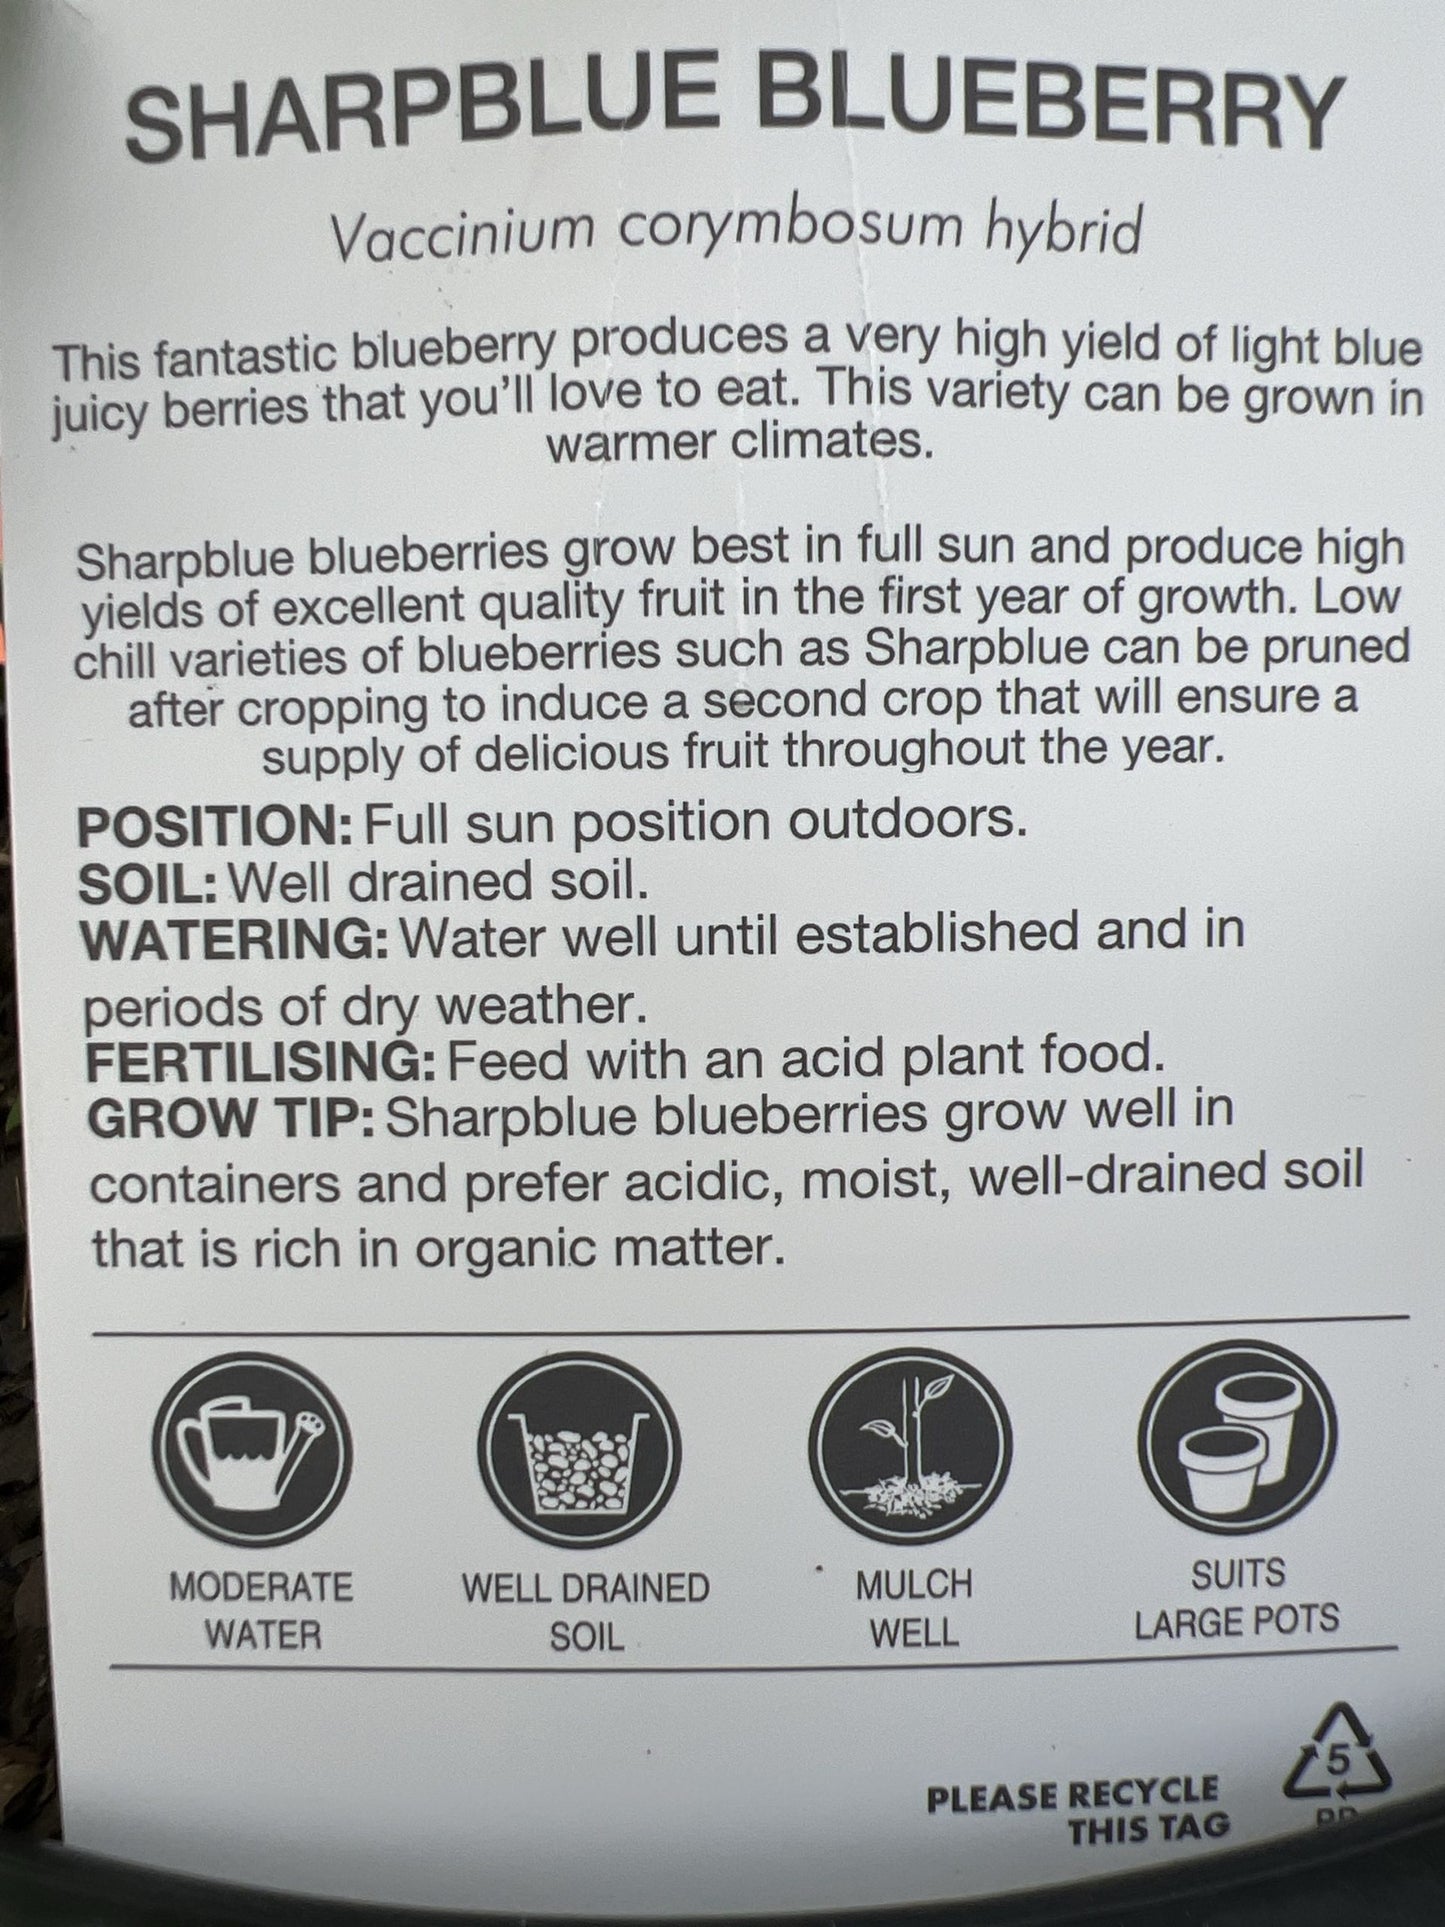 SHARPBLUE BLUEBERRY
Vaccinium corymbosum hybrid
This fantastic blueberry produces a very high yield of light blue
juicy berries that you'll love to eat. This variety can be grown in
warmer climates.
Sharpblue blueberries grow best in full sun and produce high
yields of excellent quality fruit in the first year of growth. Low
chill varieties of blueberries such as Sharpblue can be pruned
after cropping to induce a second crop that will ensure a
supply of delicious fruit throughout the year.
POSITION: Full sun position outdoors.
SOIL: Well drained soil.
WATERING: Water well until established and in
periods of dry weather.
FERTILISING: Feed with an acid plant food.
GROW TIP: Sharpblue blueberries grow well in
containers and prefer acidic, moist, well-drained soil
that is rich in organic matter.
MODERATE
WATER
WELL DRAINED
SOIL
MULCH
WELL
SUITS
LARGE POTS
PLEASE RECYCLE
THIS TAG
5